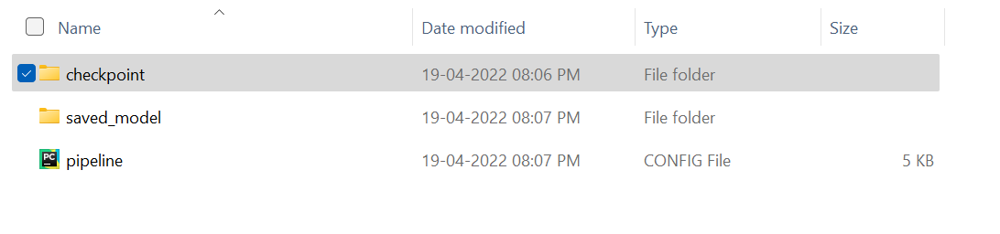 Name Date modified Type Size
checkpoint 19-04-2022 08:06 PM File folder
saved_model 19-04-2022 08:07 PM File folder
PC pipeline 19-04-2022 08:07 PM CONFIG File 5 KB